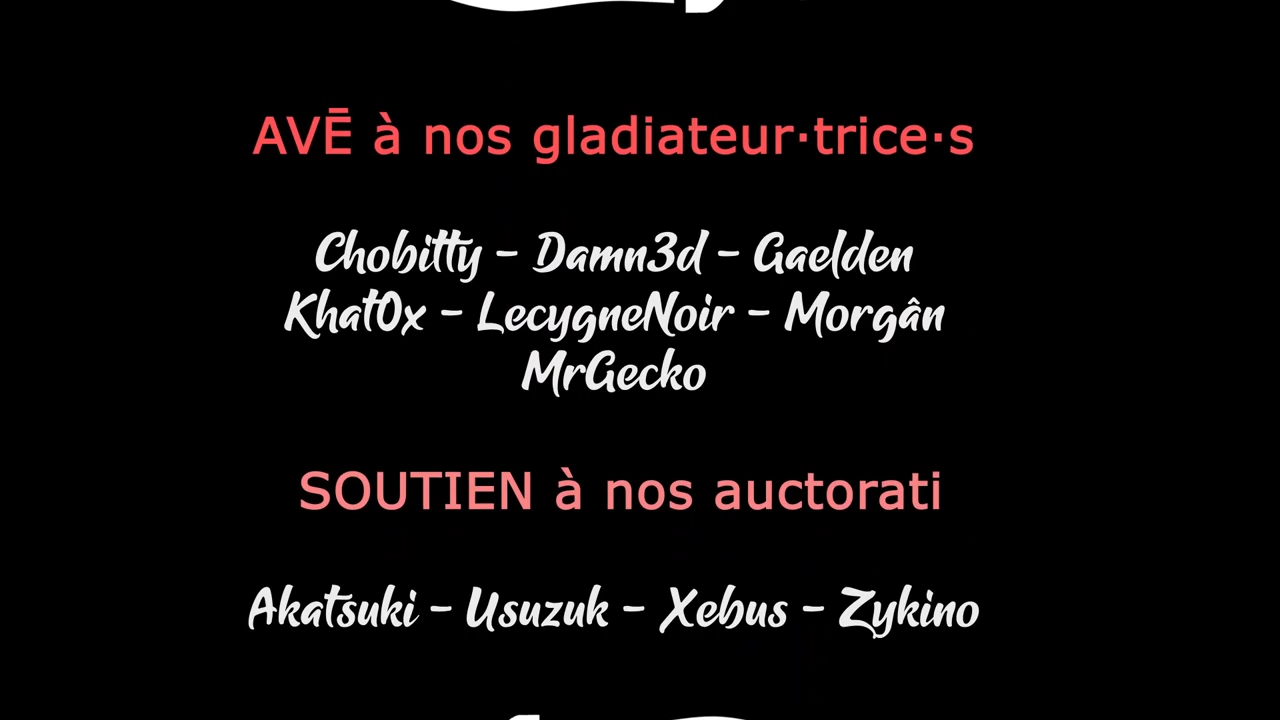 AVĒ à nos gladiateur·trice·s
Chobitty - Damn3d - Gaelden
Khat0x - LecygneNoir - Morgân
MrGecko
SOUTIEN à nos auctorati
Akatsuki - Usuzuk - Xebus - Zykino